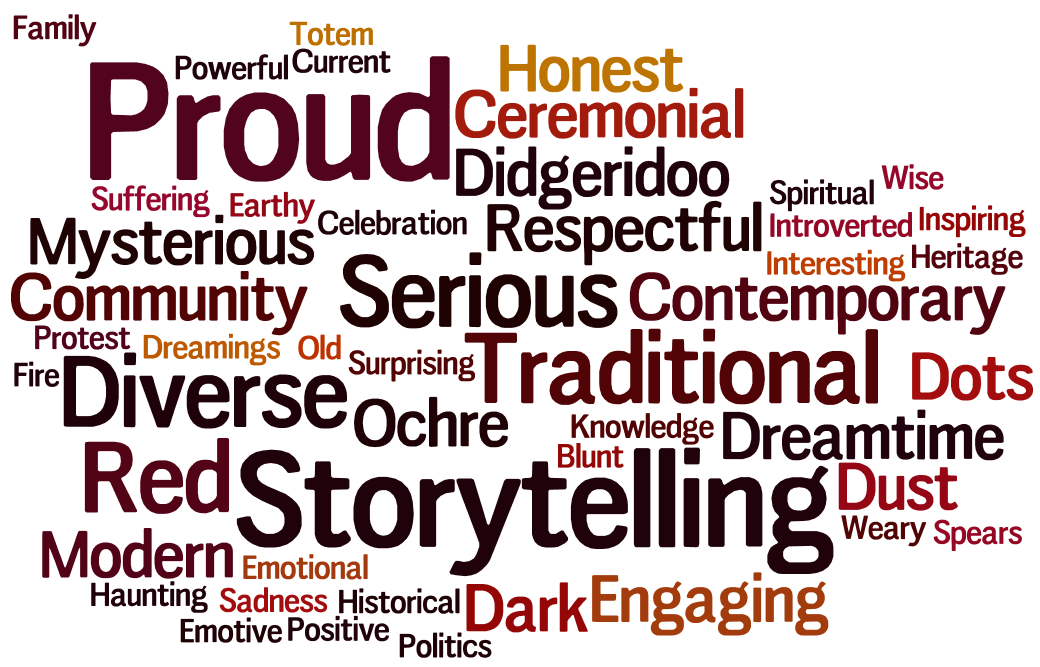 Family
Totem
Powerful
Current
Proud
Honest
Ceremonial
Didgeridoo
Suffering
Earthy
Celebration
Mysterious
Respectful
Spiritual
Wise
Introverted
Inspiring
Interesting
Heritage
Community
Serious
Contemporary
Protest
Dreamings
Old
Surprising
Traditional
Dots
Fire
Diverse
Ochre
Knowledge
Blunt
Dreamtime
Red
Storytelling
Dust
Weary
Spears
Modern
Emotional
Haunting
Sadness
Historical
Dark
Engaging
Emotive
Positive
Politics